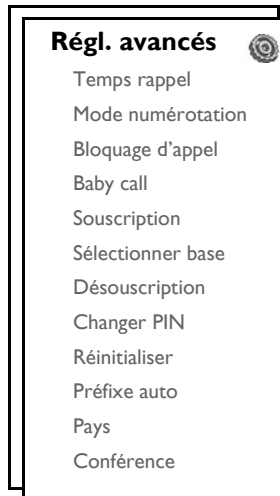 Régl. avancés
Temps rappel
Mode numérotation
Bloquage d’appel
Baby call
Souscription
Sélectionner base
Désouscription
Changer PIN
Réinitialiser
Préfixe auto
Pays
Conférence